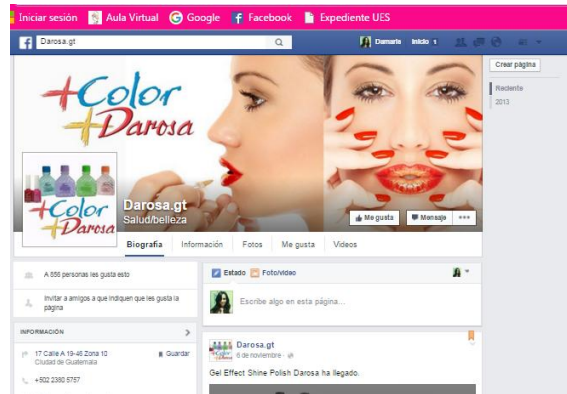 Iniciar sesión Aula Virtual Google Facebook Expediente UES
Darosa.gt
Damaris Inicio 1
Crear página
Reciente
2013
+Color
+Darosa
+Color
+Darosa
Darosa.gt
Salud/belleza
Me gusta Mensaje
Biografía Información Fotos Me gusta Videos
A 855 personas les gusta esto
Invitar a amigos a que indiquen que les gusta la
página
INFORMACIÓN
17 Calle A 19-46 Zona 10
Ciudad de Guatemala
Guardar
+502 2380 5757
Estado Foto/video
Escribe algo en esta página...
Darosa.gt
6 de noviembre
Gel Effect Shine Polish Darosa ha llegado.